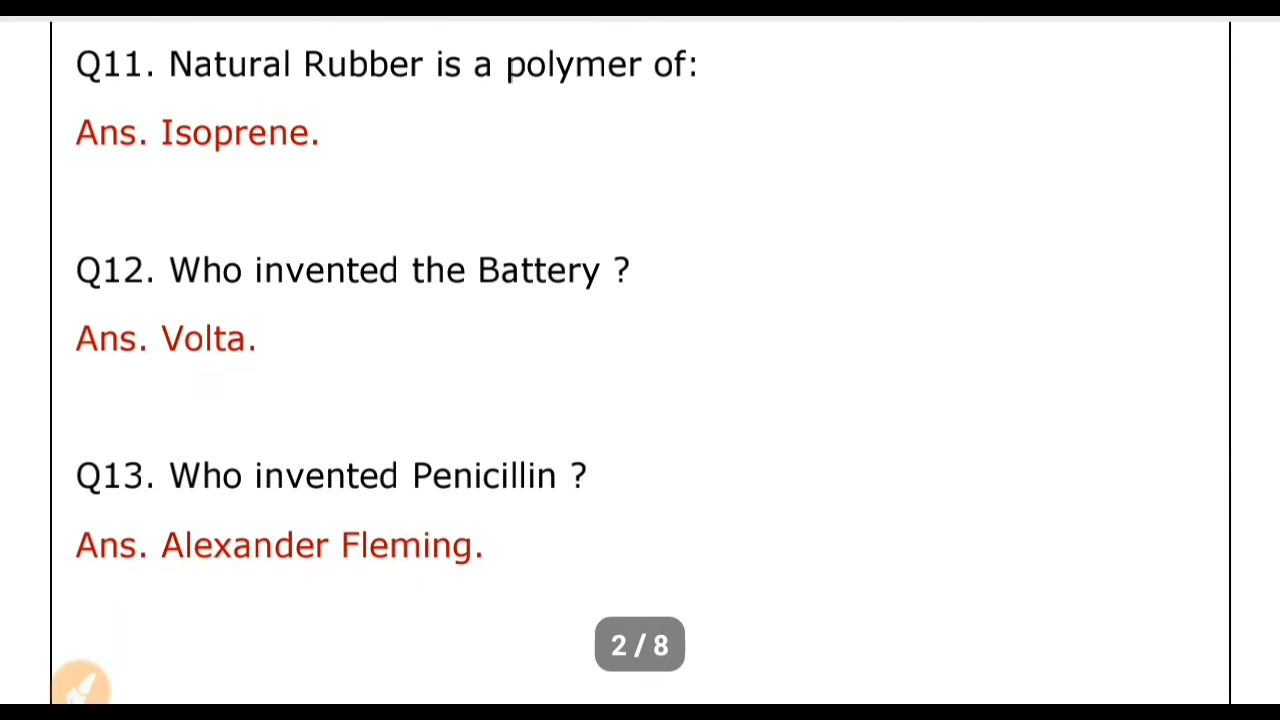 Q11. Natural Rubber is a polymer of:
Ans. Isoprene.
Q12. Who invented the Battery ?
Ans. Volta.
Q13. Who invented Penicillin ?
Ans. Alexander Fleming.
2 / 8